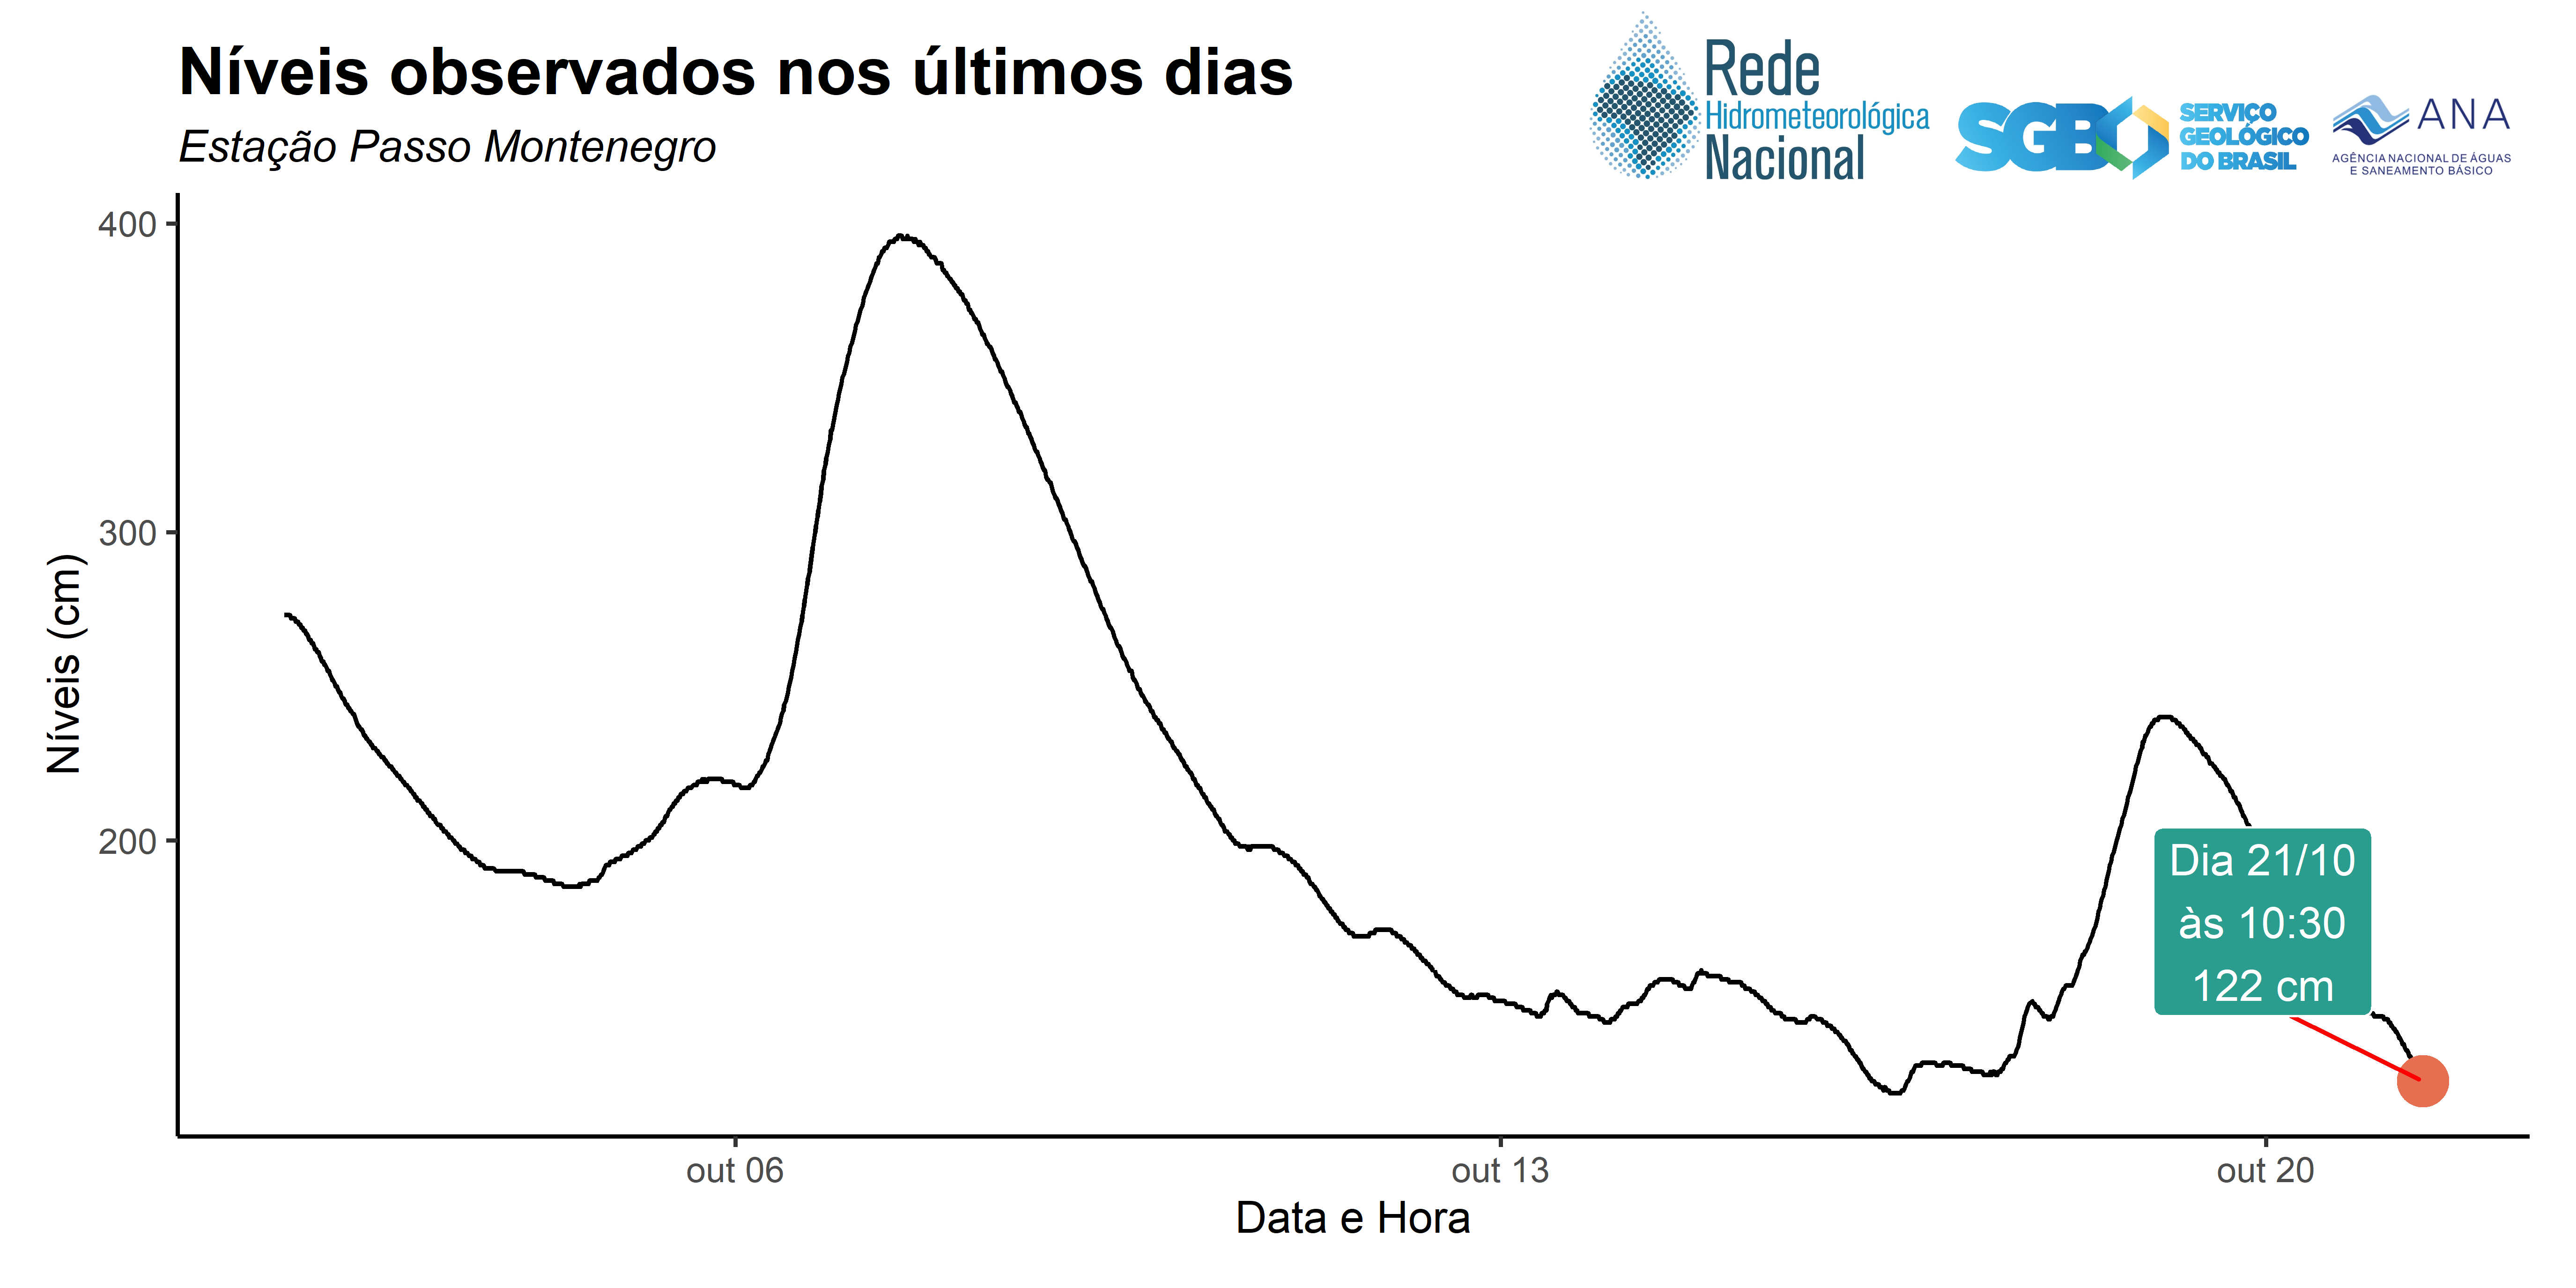 Níveis observados nos últimos dias
Estação Passo Montenegro
Rede
Hidrometeorológica
Nacional
SGB
SERVIÇO
GEOLÓGICO
DO BRASIL
ANA
AGÊNCIA NACIONAL DE ÁGUAS
E SANEAMENTO BÁSICO
Níveis (cm)
400
300
200
Dia 21/10
às 10:30
122 cm
out 06
out 13
out 20
Data e Hora